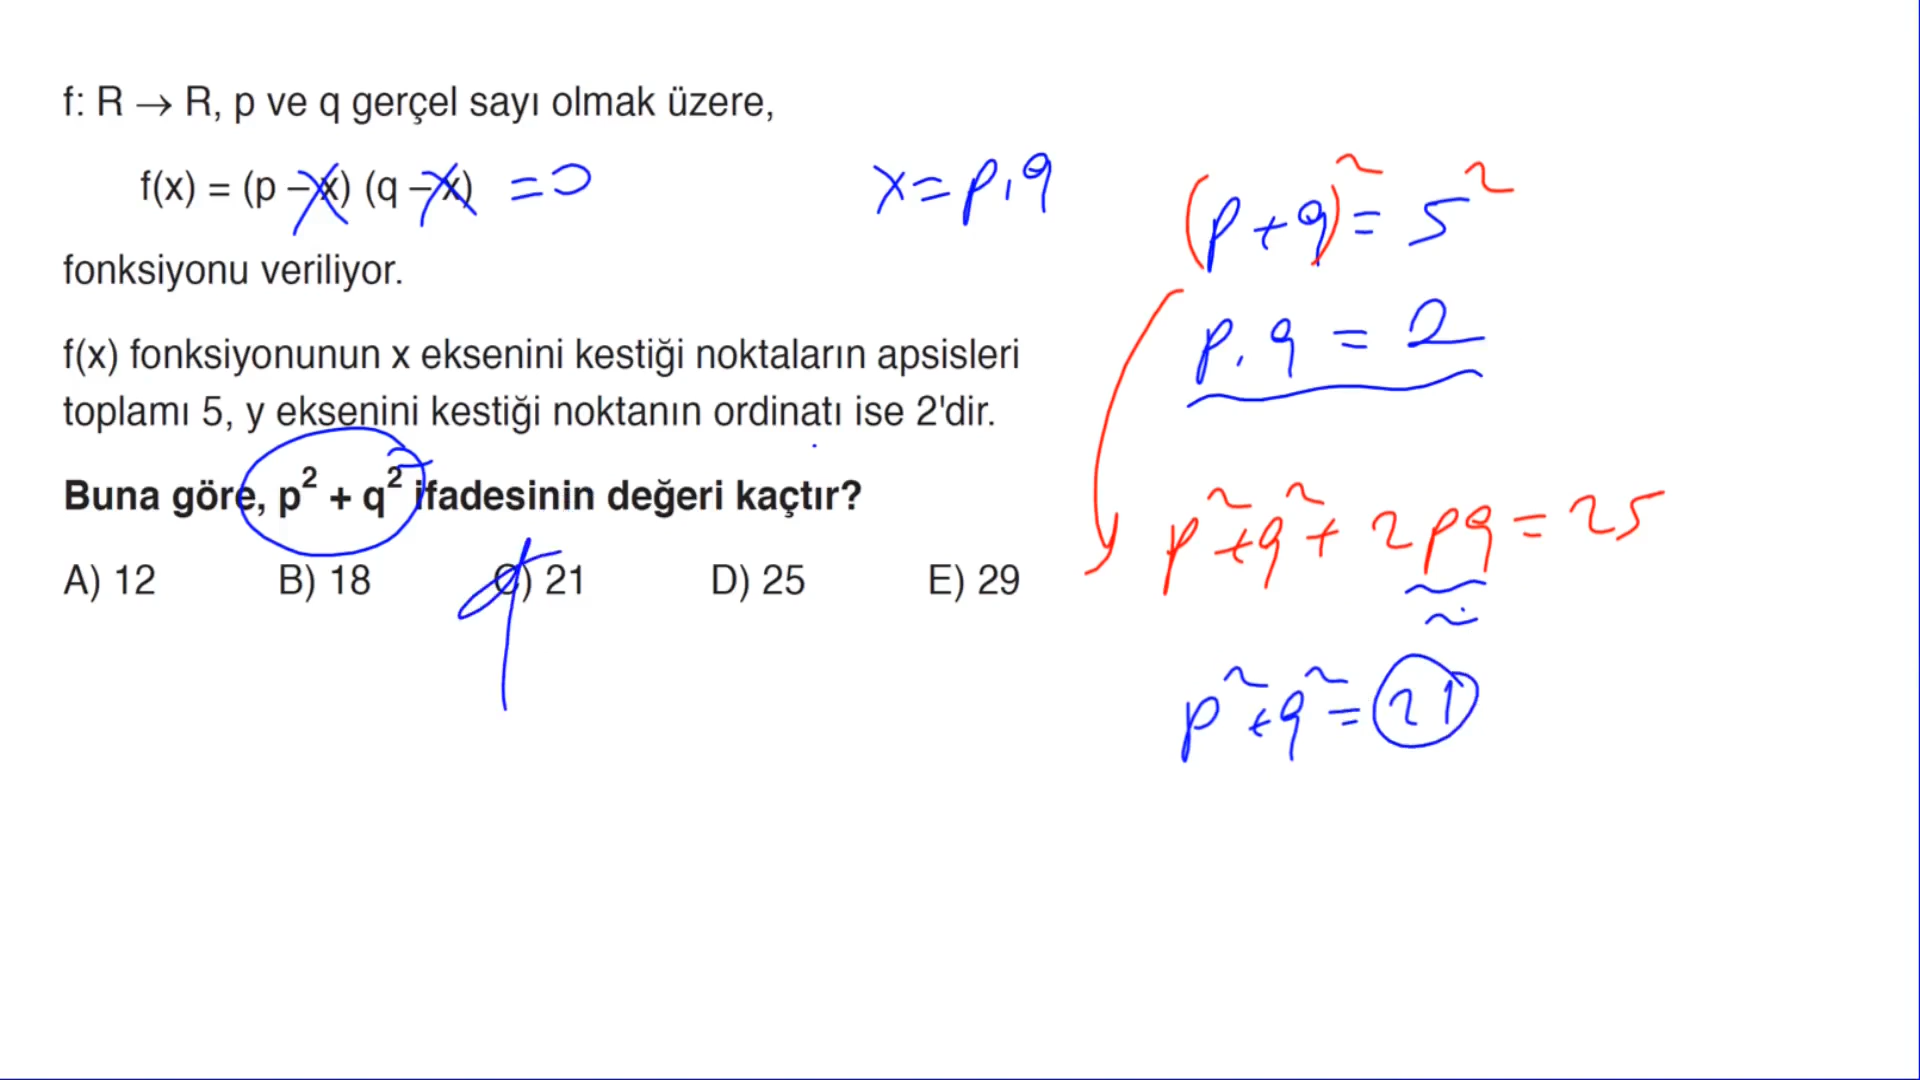 f: R → R, p ve q gerçel sayı olmak üzere,
f(x) = (p – x) (q – x) = 0
x = p, q
fonksiyonu veriliyor.
f(x) fonksiyonunun x eksenini kestiği noktaların apsisleri
toplamı 5, y eksenini kestiği noktanın ordinatı ise 2'dir.
Buna göre, p² + q² ifadesinin değeri kaçtır?
A) 12 B) 18 C) 21 D) 25 E) 29
(p + q)² = 5²
p . q = 2
p² + q² + 2pq = 25
p² + q² = 21